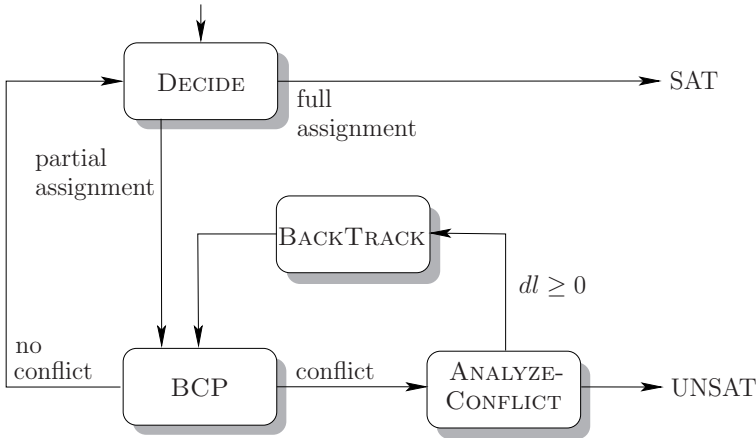 DECIDE
SAT
full
assignment
partial
assignment
BACKTRACK
dl ≥ 0
no
conflict
BCP
conflict
ANALYZE-
CONFLICT
UNSAT